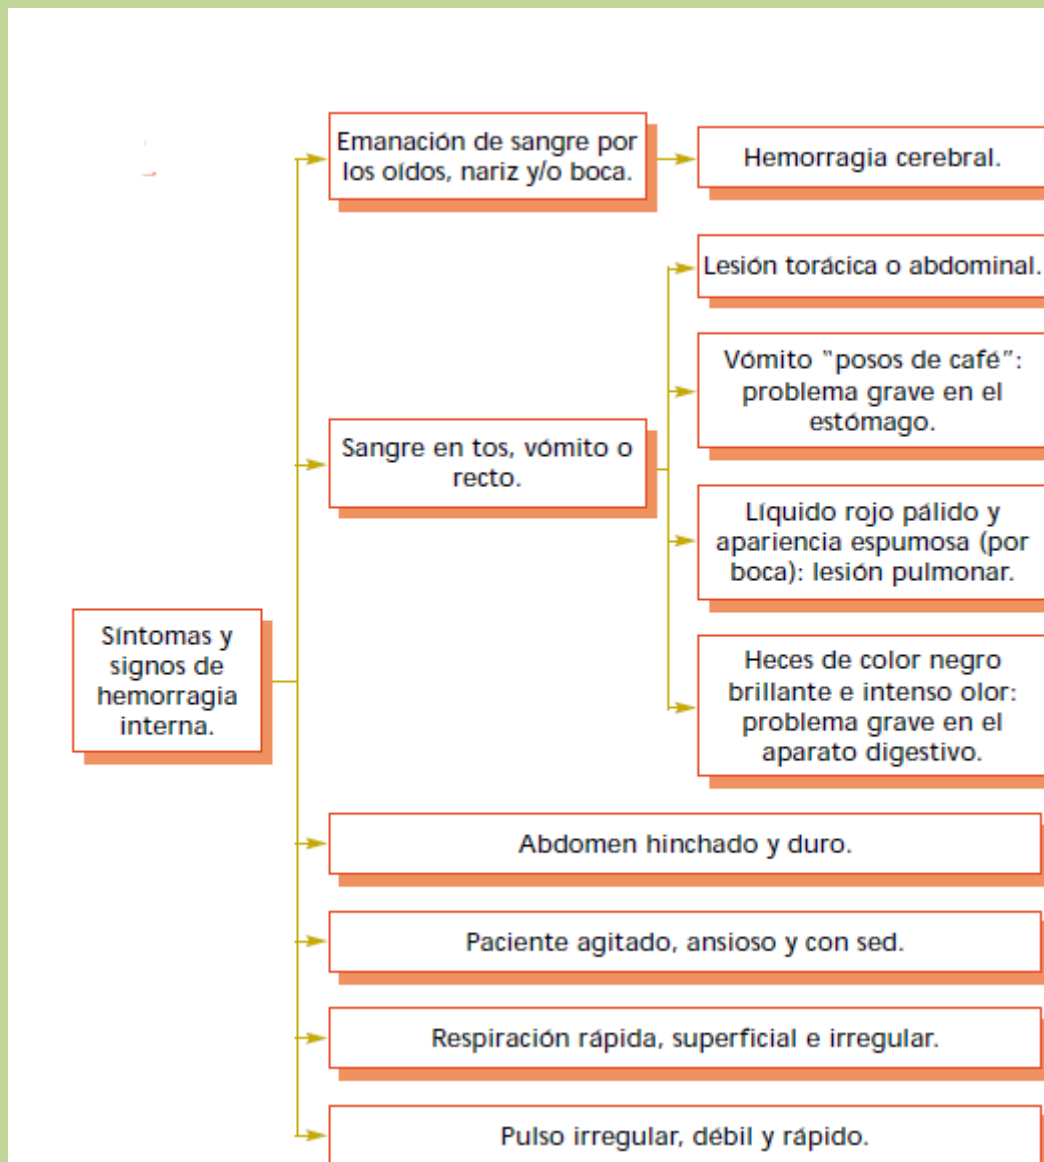 Emanación de sangre por
los oídos, nariz y/o boca.
Hemorragia cerebral.
Lesión torácica o abdominal.
Vómito “posos de café”:
problema grave en el
estómago.
Sangre en tos, vómito o
recto.
Líquido rojo pálido y
apariencia espumosa (por
boca): lesión pulmonar.
Síntomas y
signos de
hemorragia
interna.
Heces de color negro
brillante e intenso olor:
problema grave en el
aparato digestivo.
Abdomen hinchado y duro.
Paciente agitado, ansioso y con sed.
Respiración rápida, superficial e irregular.
Pulso irregular, débil y rápido.